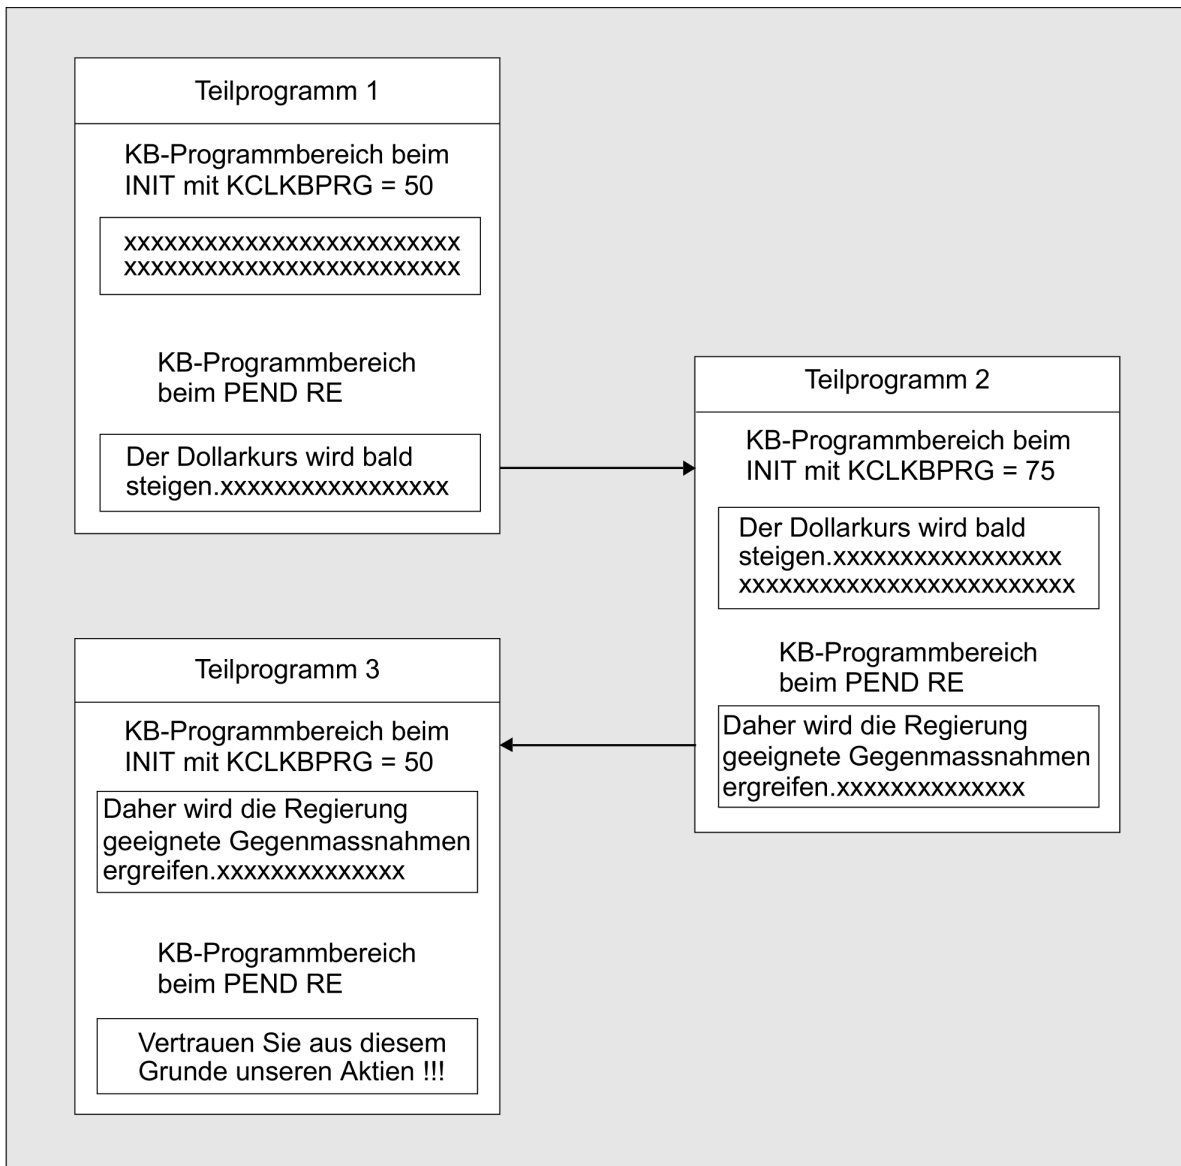 Teilprogramm 1
KB-Programmbereich beim
INIT mit KCLKBPRG = 50
xxxxxxxxxxxxxxxxxxxxxxxxx
xxxxxxxxxxxxxxxxxxxxxxxxx
KB-Programmbereich
beim PEND RE
Der Dollarkurs wird bald
steigen.xxxxxxxxxxxxxxxxx
Teilprogramm 2
KB-Programmbereich beim
INIT mit KCLKBPRG = 75
Der Dollarkurs wird bald
steigen.xxxxxxxxxxxxxxxxx
xxxxxxxxxxxxxxxxxxxxxxxxx
KB-Programmbereich
beim PEND RE
Daher wird die Regierung
geeignete Gegenmassnahmen
ergreifen.xxxxxxxxxxxxxx
Teilprogramm 3
KB-Programmbereich beim
INIT mit KCLKBPRG = 50
Daher wird die Regierung
geeignete Gegenmassnahmen
ergreifen.xxxxxxxxxxxxxx
KB-Programmbereich
beim PEND RE
Vertrauen Sie aus diesem
Grunde unseren Aktien !!!